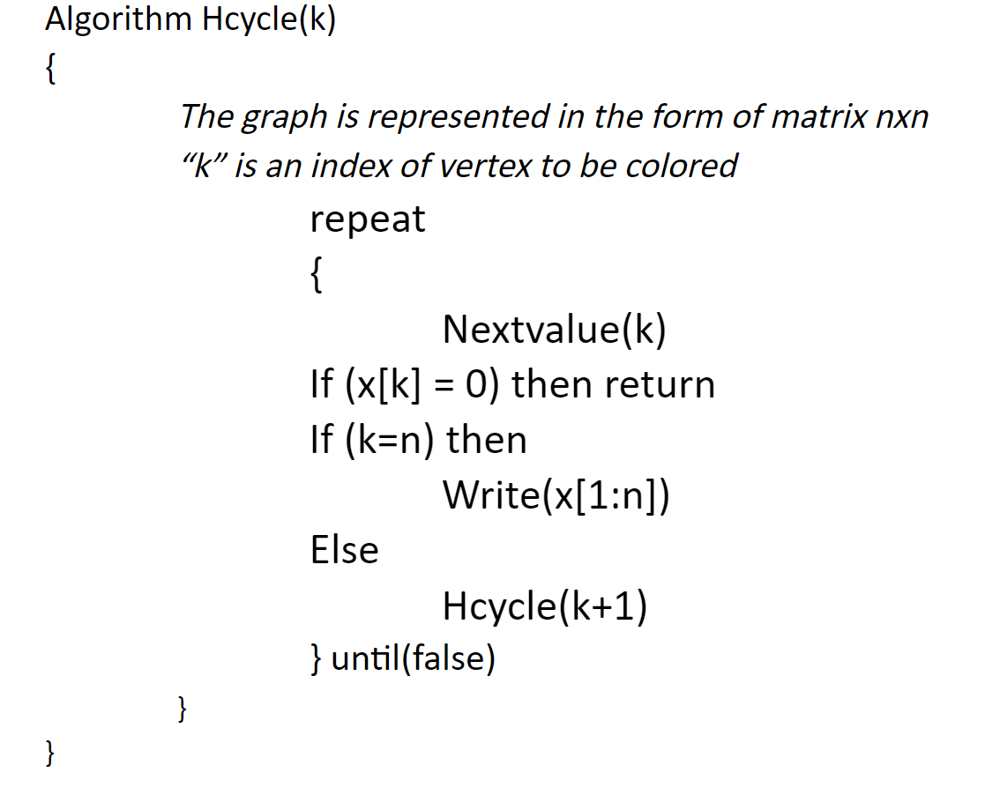 Algorithm Hcycle(k)
{
The graph is represented in the form of matrix nxn
“k” is an index of vertex to be colored
repeat
{
Nextvalue(k)
If (x[k] = 0) then return
If (k=n) then
Write(x[1:n])
Else
Hcycle(k+1)
} until(false)
}
}